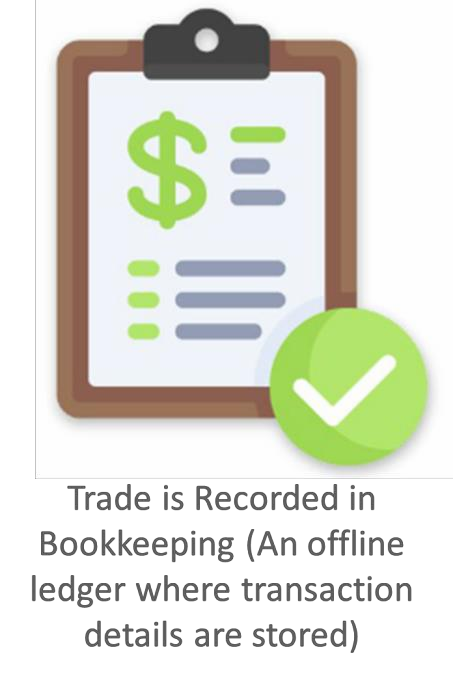 $
Trade is Recorded in
Bookkeeping (An offline
ledger where transaction
details are stored)